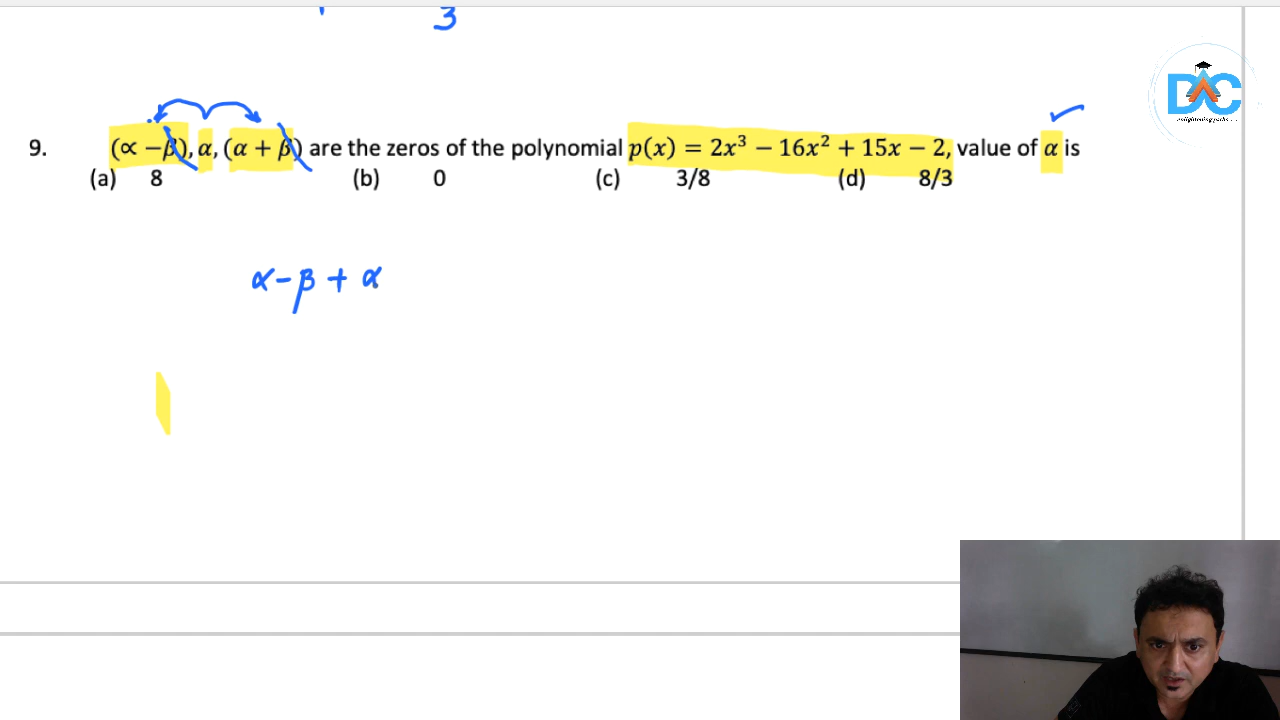 3
DAC
9. (∝ −β), α, (α + β) are the zeros of the polynomial p(x) = 2x³ − 16x² + 15x − 2, value of α is
(a) 8 (b) 0 (c) 3/8 (d) 8/3
α-β + α